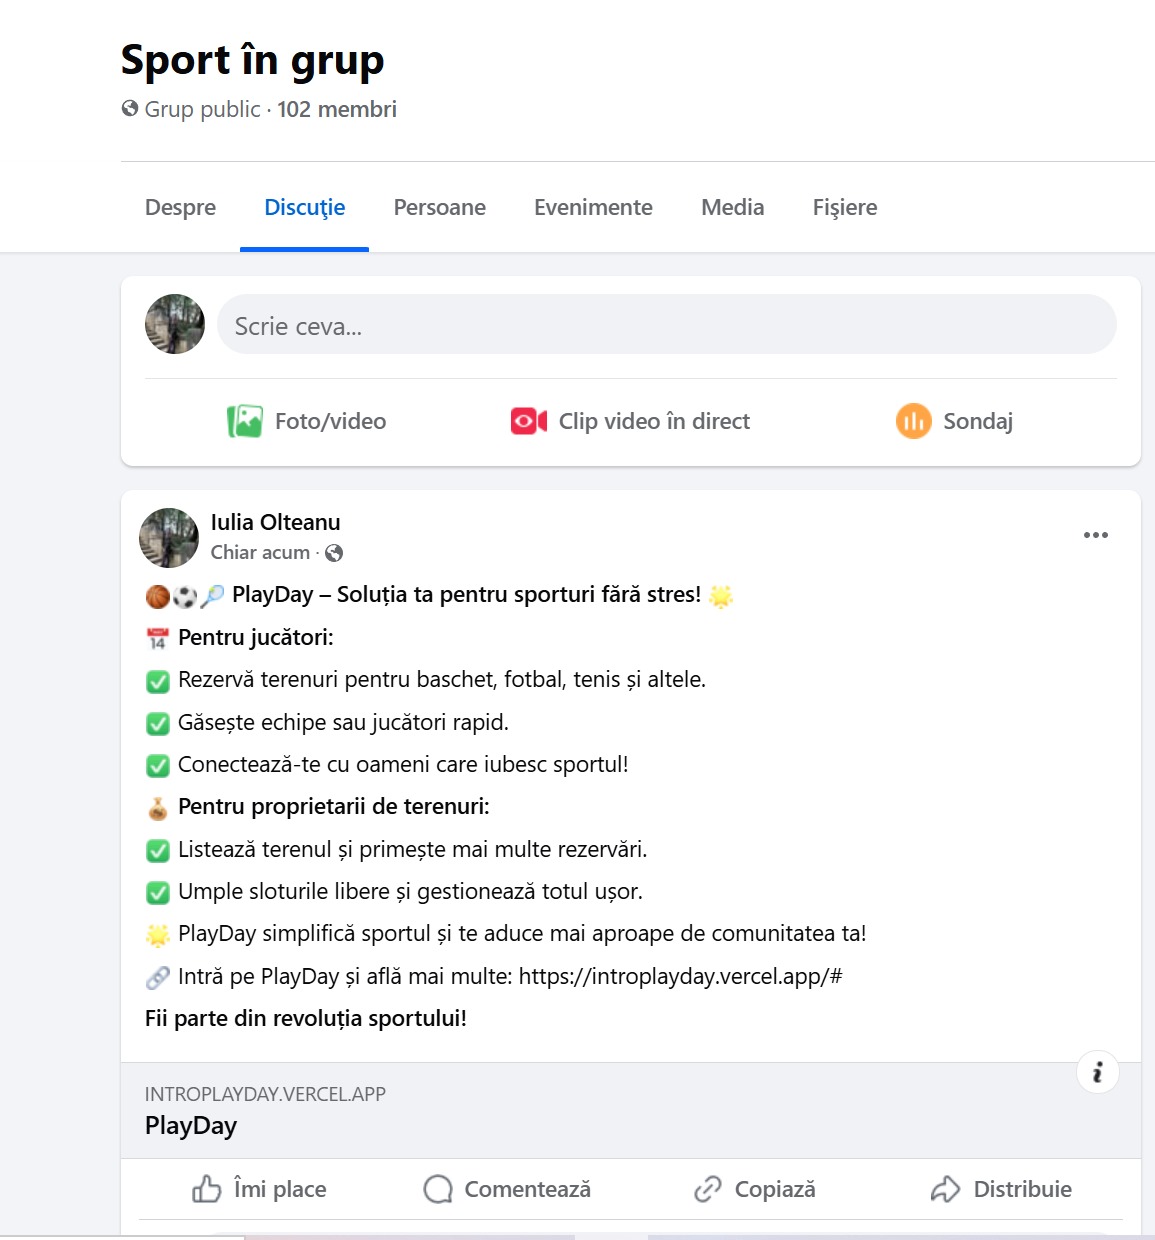 Sport în grup
Grup public · 102 membri
Despre
Discuţie
Persoane
Evenimente
Media
Fişiere
Scrie ceva...
Foto/video
Clip video în direct
Sondaj
Iulia Olteanu
Chiar acum ·
PlayDay – Soluția ta pentru sporturi fără stres!
Pentru jucători:
Rezervă terenuri pentru baschet, fotbal, tenis și altele.
Găsește echipe sau jucători rapid.
Conectează-te cu oameni care iubesc sportul!
Pentru proprietarii de terenuri:
Listează terenul și primește mai multe rezervări.
Umple sloturile libere și gestionează totul ușor.
PlayDay simplifică sportul și te aduce mai aproape de comunitatea ta!
Intră pe PlayDay și află mai multe: https://introplayday.vercel.app/#
Fii parte din revoluția sportului!
INTROPLAYDAY.VERCEL.APP
PlayDay
Îmi place
Comentează
Copiază
Distribuie